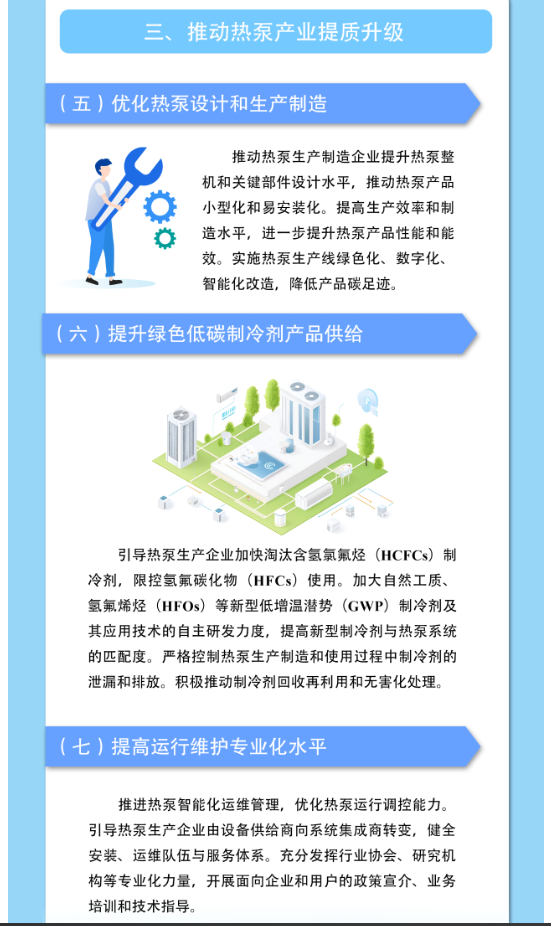 三、推动热泵产业提质升级
（五）优化热泵设计和生产制造
推动热泵生产制造企业提升热泵整
机和关键部件设计水平，推动热泵产品
小型化和易安装化。提高生产效率和制
造水平，进一步提升热泵产品性能和能
效。实施热泵生产线绿色化、数字化、
智能化改造，降低产品碳足迹。
（六）提升绿色低碳制冷剂产品供给
引导热泵生产企业加快淘汰含氢氯氟烃（HCFCs）制
冷剂，限控氢氟碳化物（HFCs）使用。加大自然工质、
氢氟烯烃（HFOs）等新型低增温潜势（GWP）制冷剂及
其应用技术的自主研发力度，提高新型制冷剂与热泵系统
的匹配度。严格控制热泵生产制造和使用过程中制冷剂的
泄漏和排放。积极推动制冷剂回收再利用和无害化处理。
（七）提高运行维护专业化水平
推进热泵智能化运维管理，优化热泵运行调控能力。
引导热泵生产企业由设备供给商向系统集成商转变，健全
安装、运维队伍与服务体系。充分发挥行业协会、研究机
构等专业化力量，开展面向企业和用户的政策宣介、业务
培训和技术指导。